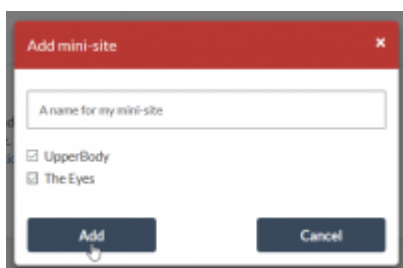 Add mini-site ×
A name for my mini-site
UpperBody
The Eyes
Add Cancel